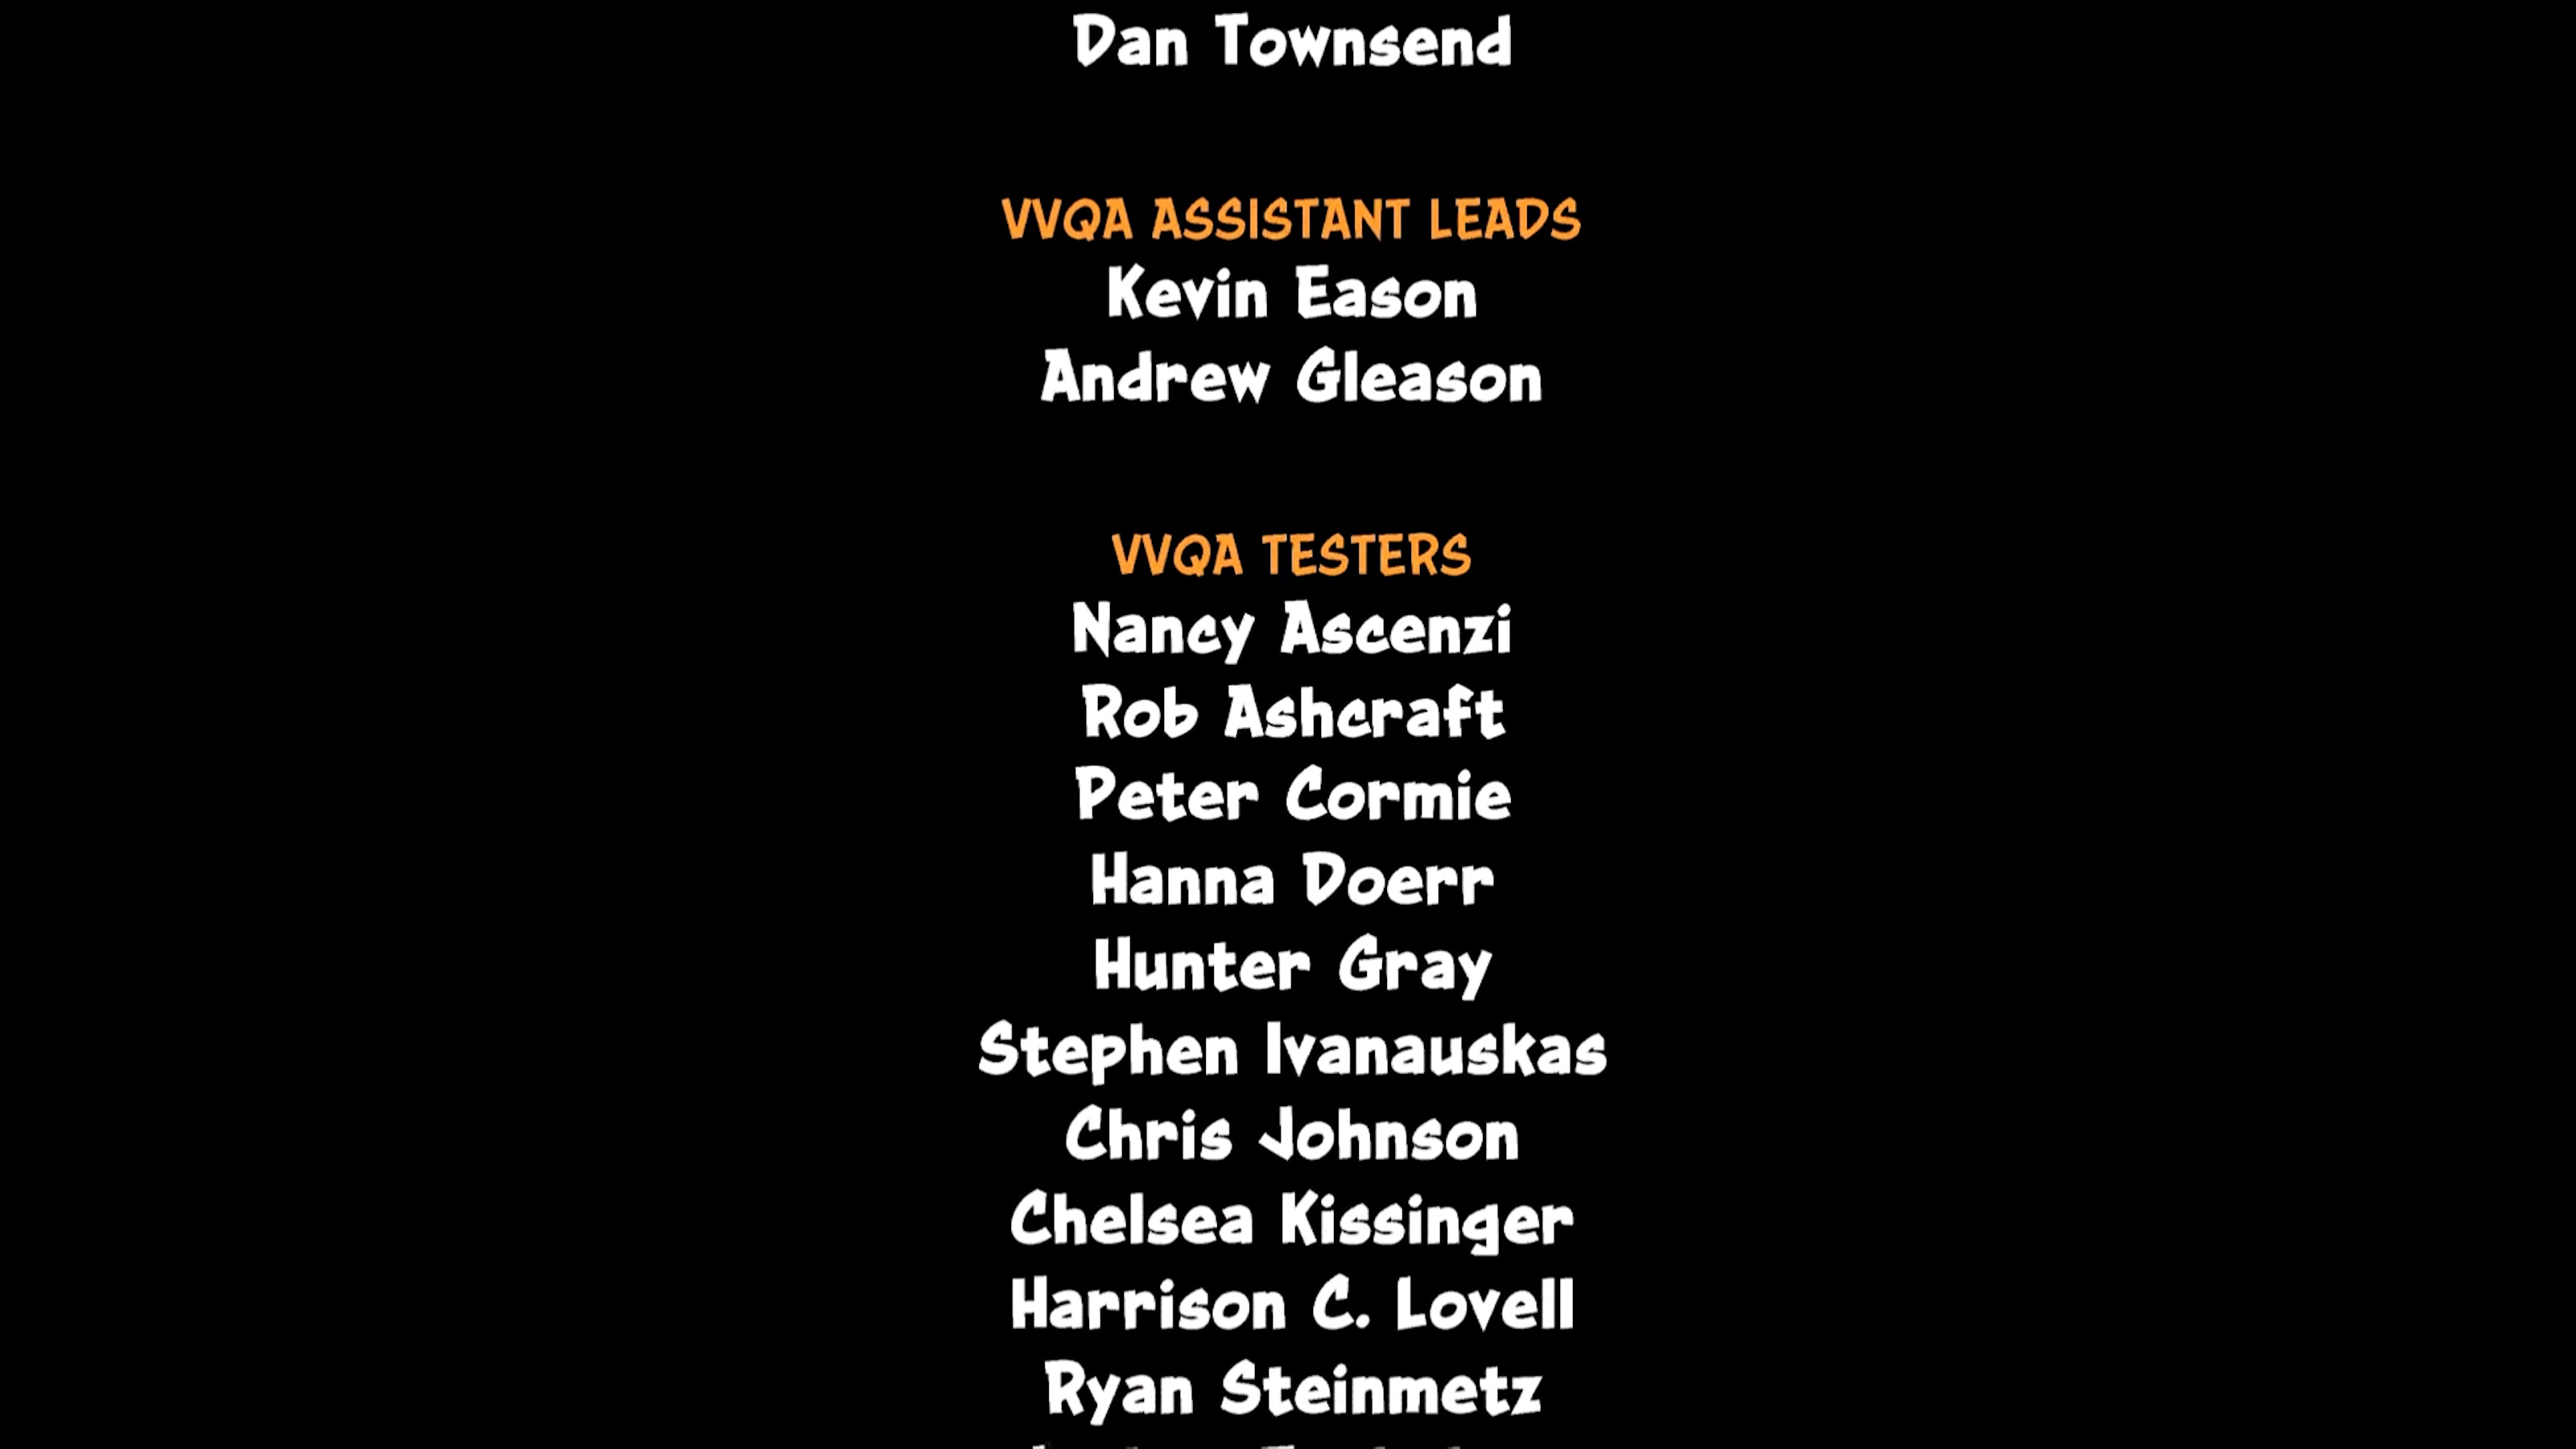 Dan Townsend
VVQA ASSISTANT LEADS
Kevin Eason
Andrew Gleason
VVQA TESTERS
Nancy Ascenzi
Rob Ashcraft
Peter Cormie
Hanna Doerr
Hunter Gray
Stephen Ivanauskas
Chris Johnson
Chelsea Kissinger
Harrison C. Lovell
Ryan Steinmetz